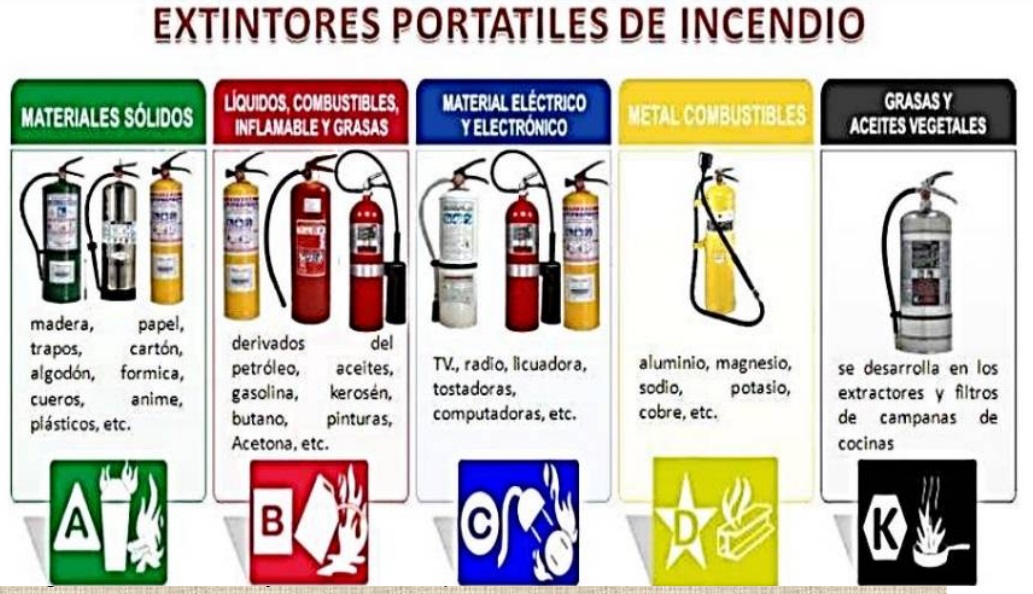 EXTINTORES PORTATILES DE INCENDIO
MATERIALES SÓLIDOS
madera, papel,
trapos, cartón,
algodón, formica,
cueros, anime,
plásticos, etc.
A
LÍQUIDOS, COMBUSTIBLES,
INFLAMABLE Y GRASAS
derivados del
petróleo, aceites,
gasolina, kerosén,
butano, pinturas,
Acetona, etc.
B
MATERIAL ELÉCTRICO
Y ELECTRÓNICO
TV., radio, licuadora,
tostadoras,
computadoras, etc.
C
METAL COMBUSTIBLES
aluminio, magnesio,
sodio, potasio,
cobre, etc.
D
GRASAS Y
ACEITES VEGETALES
se desarrolla en los
extractores y filtros
de campanas de
cocinas
K